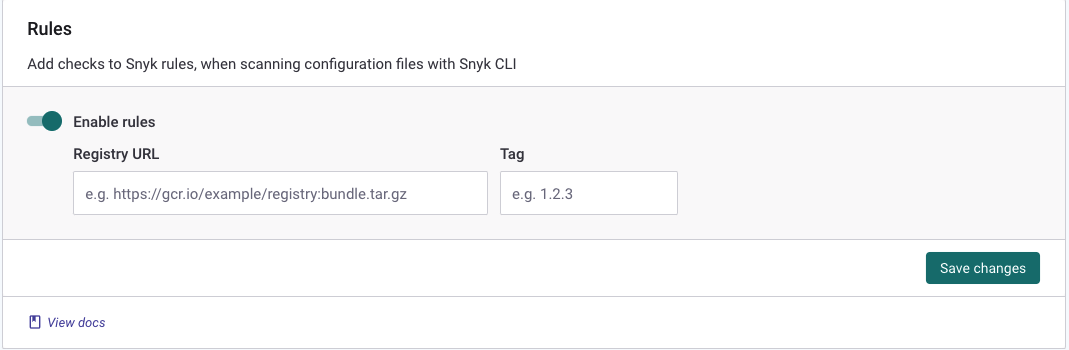 Rules
Add checks to Snyk rules, when scanning configuration files with Snyk CLI
Enable rules
Registry URL
Tag
e.g. https://gcr.io/example/registry:bundle.tar.gz
e.g. 1.2.3
Save changes
View docs